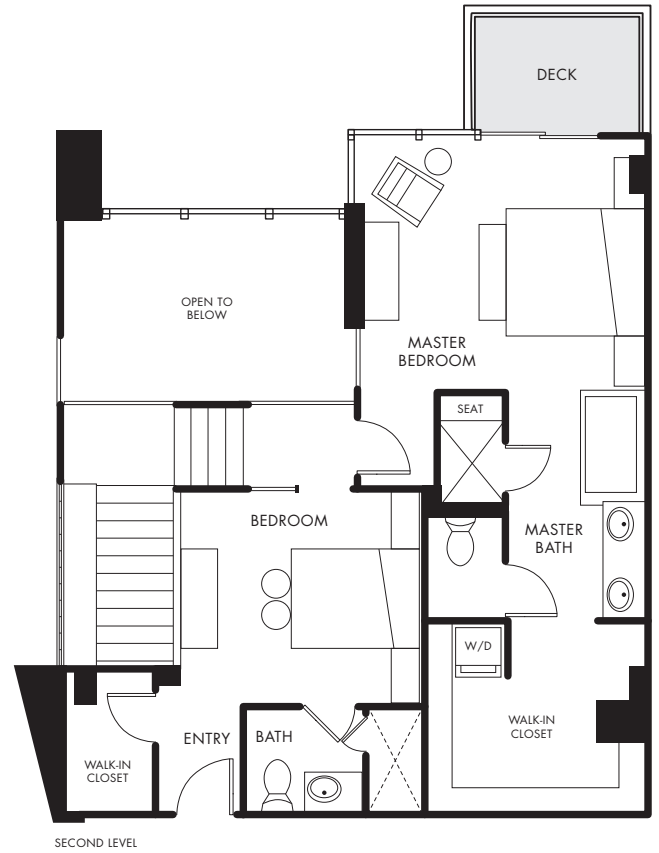 DECK
OPEN TO
BELOW
MASTER
BEDROOM
SEAT
BEDROOM
MASTER
BATH
W/D
WALK-IN
CLOSET
ENTRY
BATH
WALK-IN
CLOSET
SECOND LEVEL